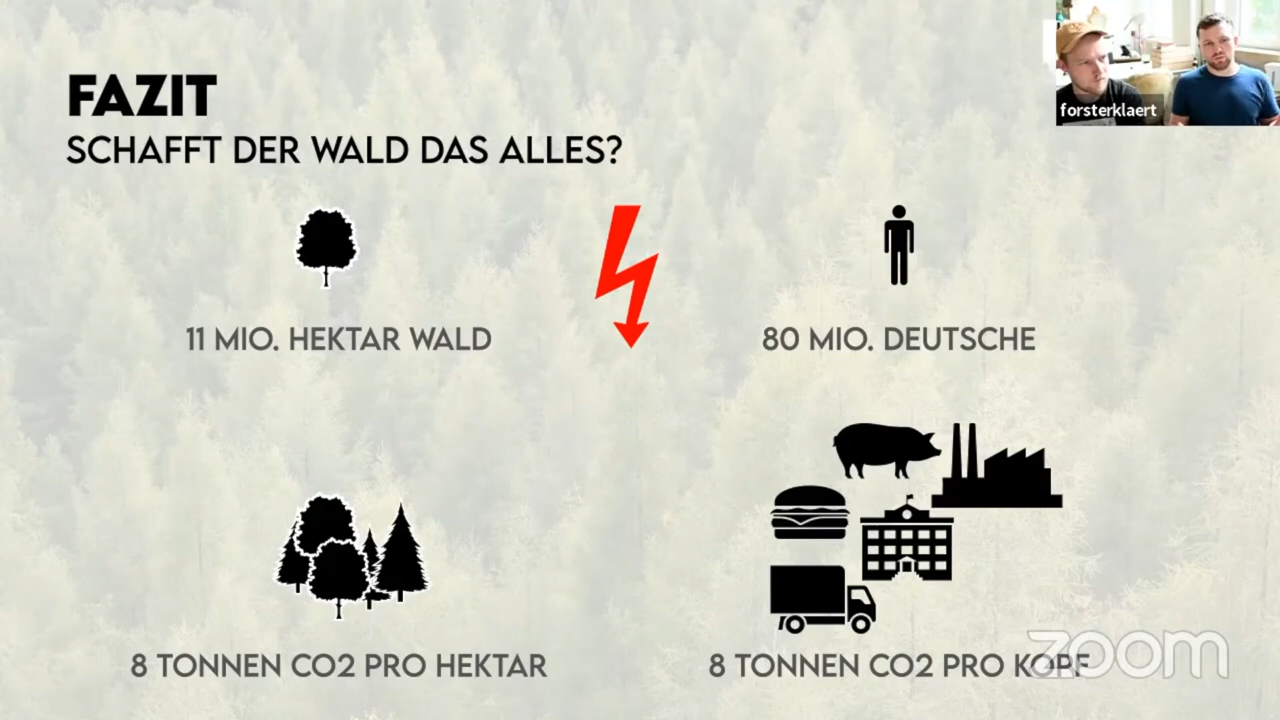 FAZIT
SCHAFFT DER WALD DAS ALLES?
forsterklaert
11 MIO. HEKTAR WALD
80 MIO. DEUTSCHE
8 TONNEN CO2 PRO HEKTAR
8 TONNEN CO2 PRO KOPF
zoom